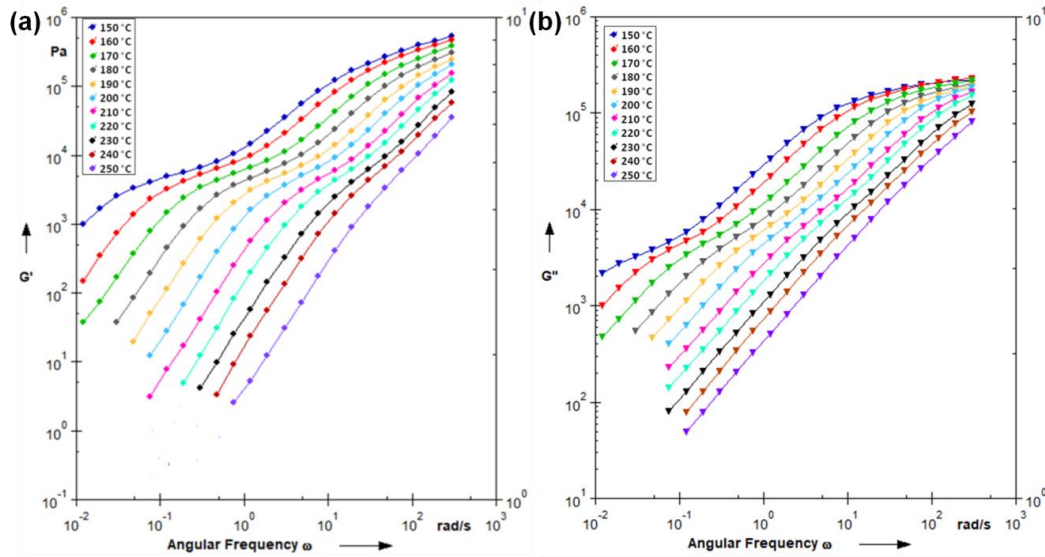 (a)
10^6
Pa
10^5
10^4
10^3
G'
10^2
10^1
10^0
10^-1
150°C
160°C
170°C
180°C
190°C
200°C
210°C
220°C
230°C
240°C
250°C
10^1
10^0
10^-2 10^-1 10^0 10^1 10^2 rad/s 10^3
Angular Frequency ω
(b)
10^6
10^5
10^4
G"
10^3
10^2
10^1
150°C
160°C
170°C
180°C
190°C
200°C
210°C
220°C
230°C
240°C
250°C
10^1
10^0
10^-2 10^-1 10^0 10^1 10^2 rad/s 10^3
Angular Frequency ω